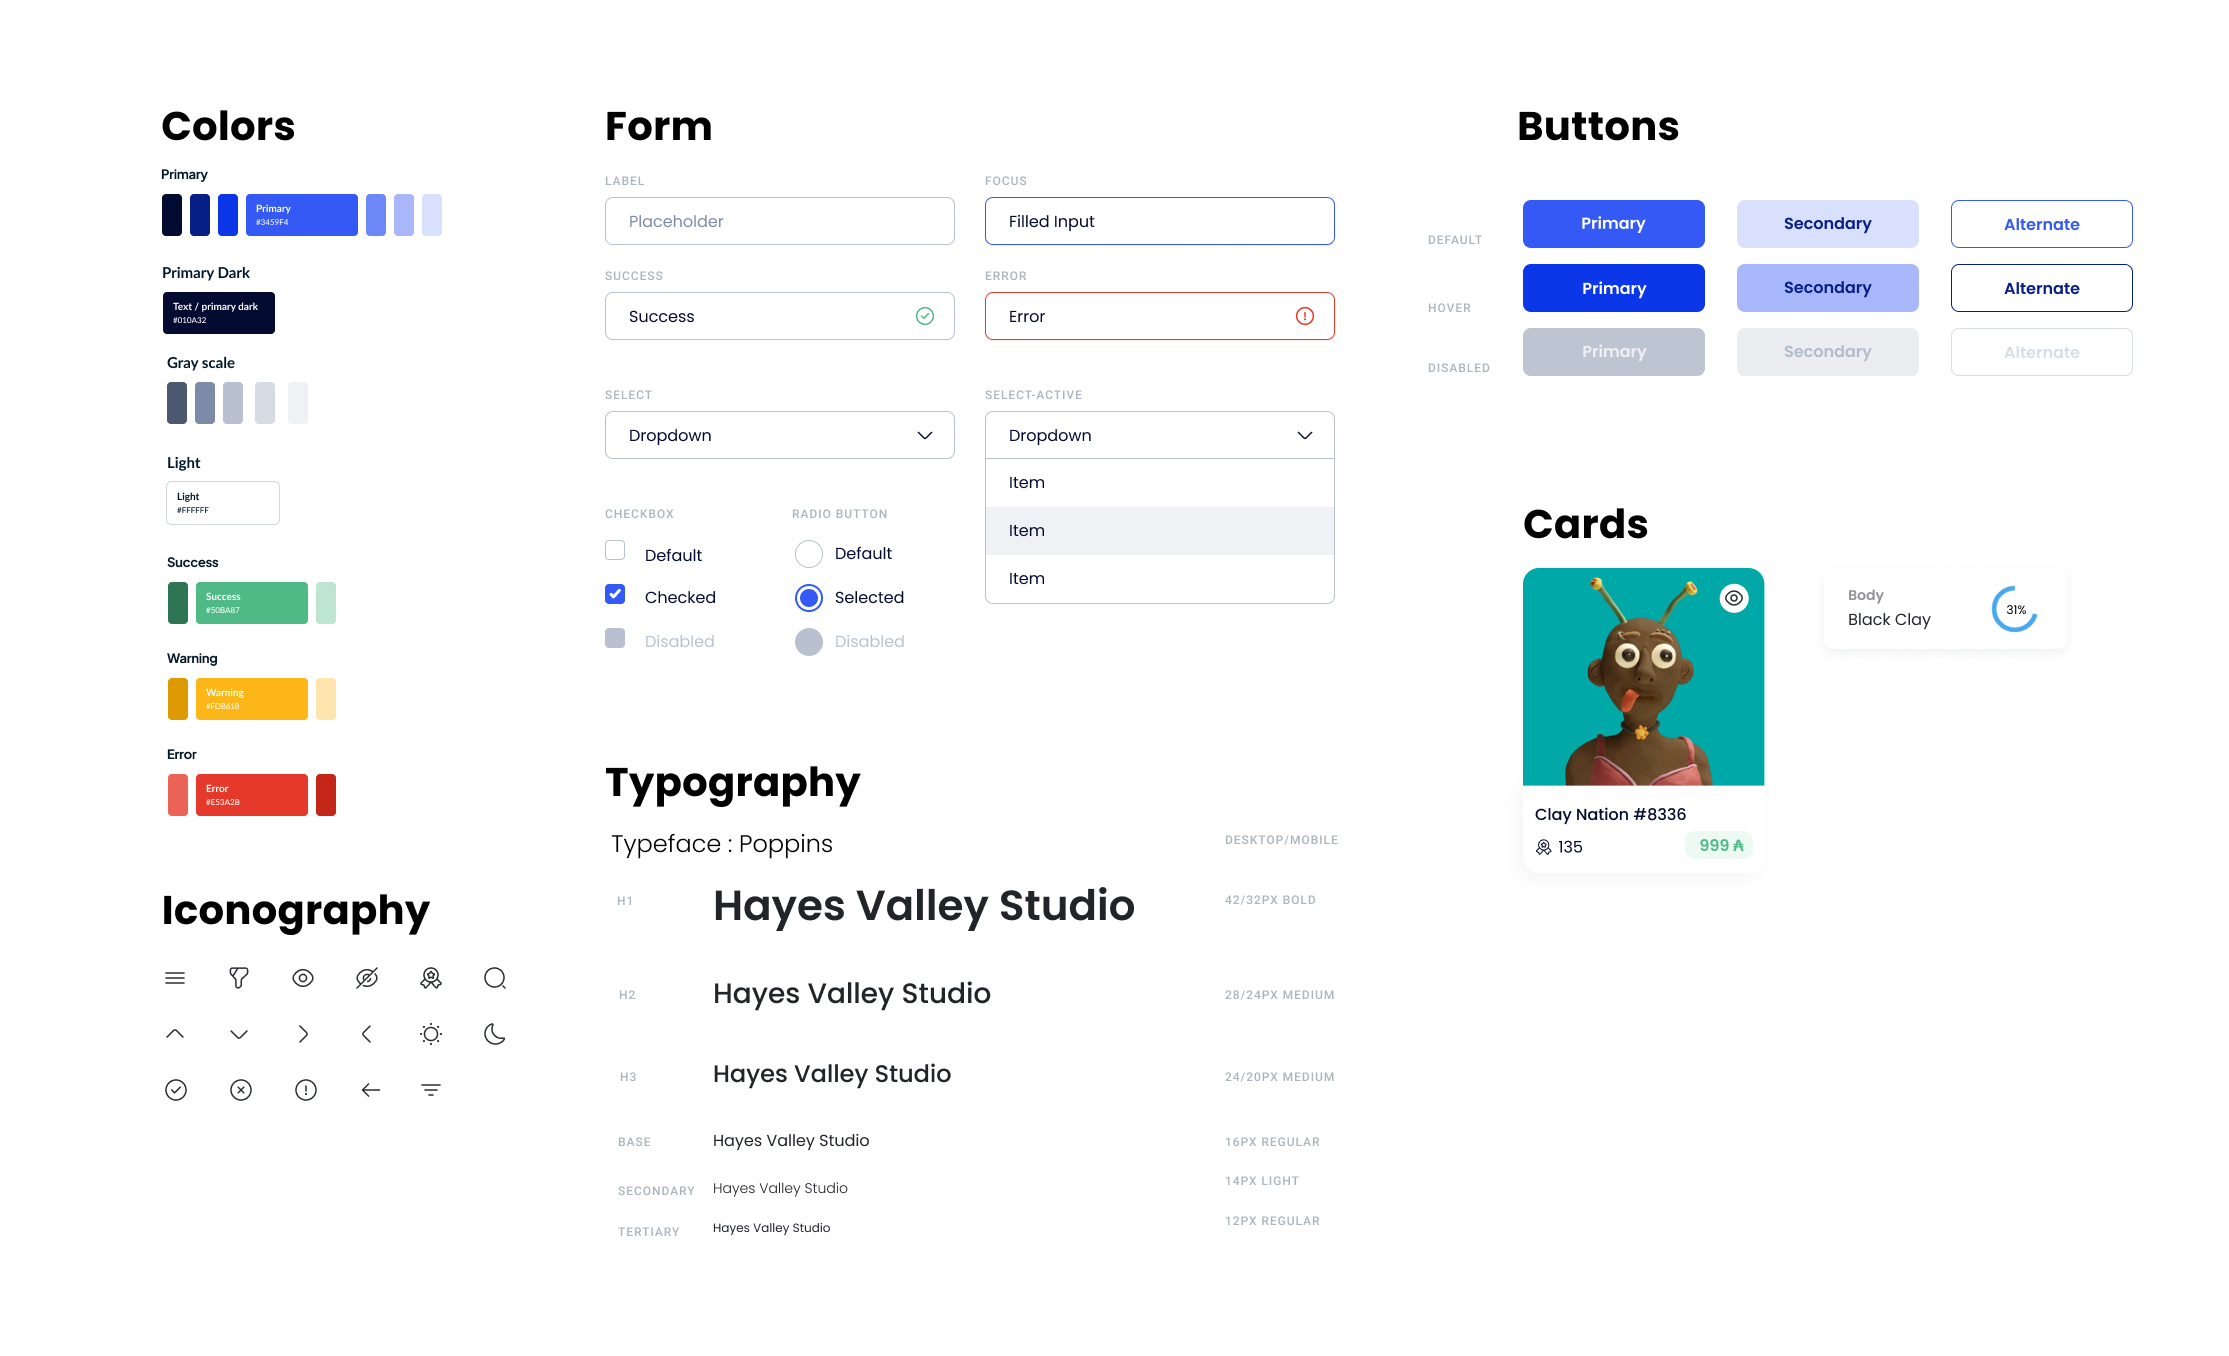 Colors
Primary
Primary
#3459F4
Primary Dark
Text / primary dark
#010A32
Gray scale
Light
Light
#FFFFFF
Success
Success
#50BA87
Warning
Warning
#FDB618
Error
Error
#E53A2B
Iconography
Form
LABEL
Placeholder
FOCUS
Filled Input
SUCCESS
Success
ERROR
Error
SELECT
Dropdown
SELECT-ACTIVE
Dropdown
Item
Item
Item
CHECKBOX
Default
Checked
Disabled
RADIO BUTTON
Default
Selected
Disabled
Typography
Typeface : Poppins
DESKTOP/MOBILE
H1
Hayes Valley Studio
42/32PX BOLD
H2
Hayes Valley Studio
28/24PX MEDIUM
H3
Hayes Valley Studio
24/20PX MEDIUM
BASE
Hayes Valley Studio
16PX REGULAR
SECONDARY
Hayes Valley Studio
14PX LIGHT
TERTIARY
Hayes Valley Studio
12PX REGULAR
Buttons
DEFAULT
Primary
Secondary
Alternate
HOVER
Primary
Secondary
Alternate
DISABLED
Primary
Secondary
Alternate
Cards
Clay Nation #8336
135
999 ₳
Body
Black Clay
31%